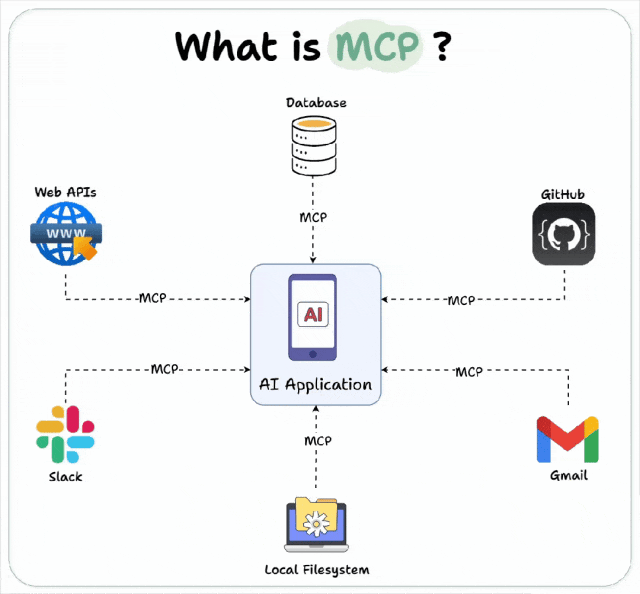 What is MCP ?
Database
Web APIs
GitHub
WWW
MCP
MCP
MCP
AI
AI Application
MCP
MCP
MCP
Slack
Gmail
Local Filesystem